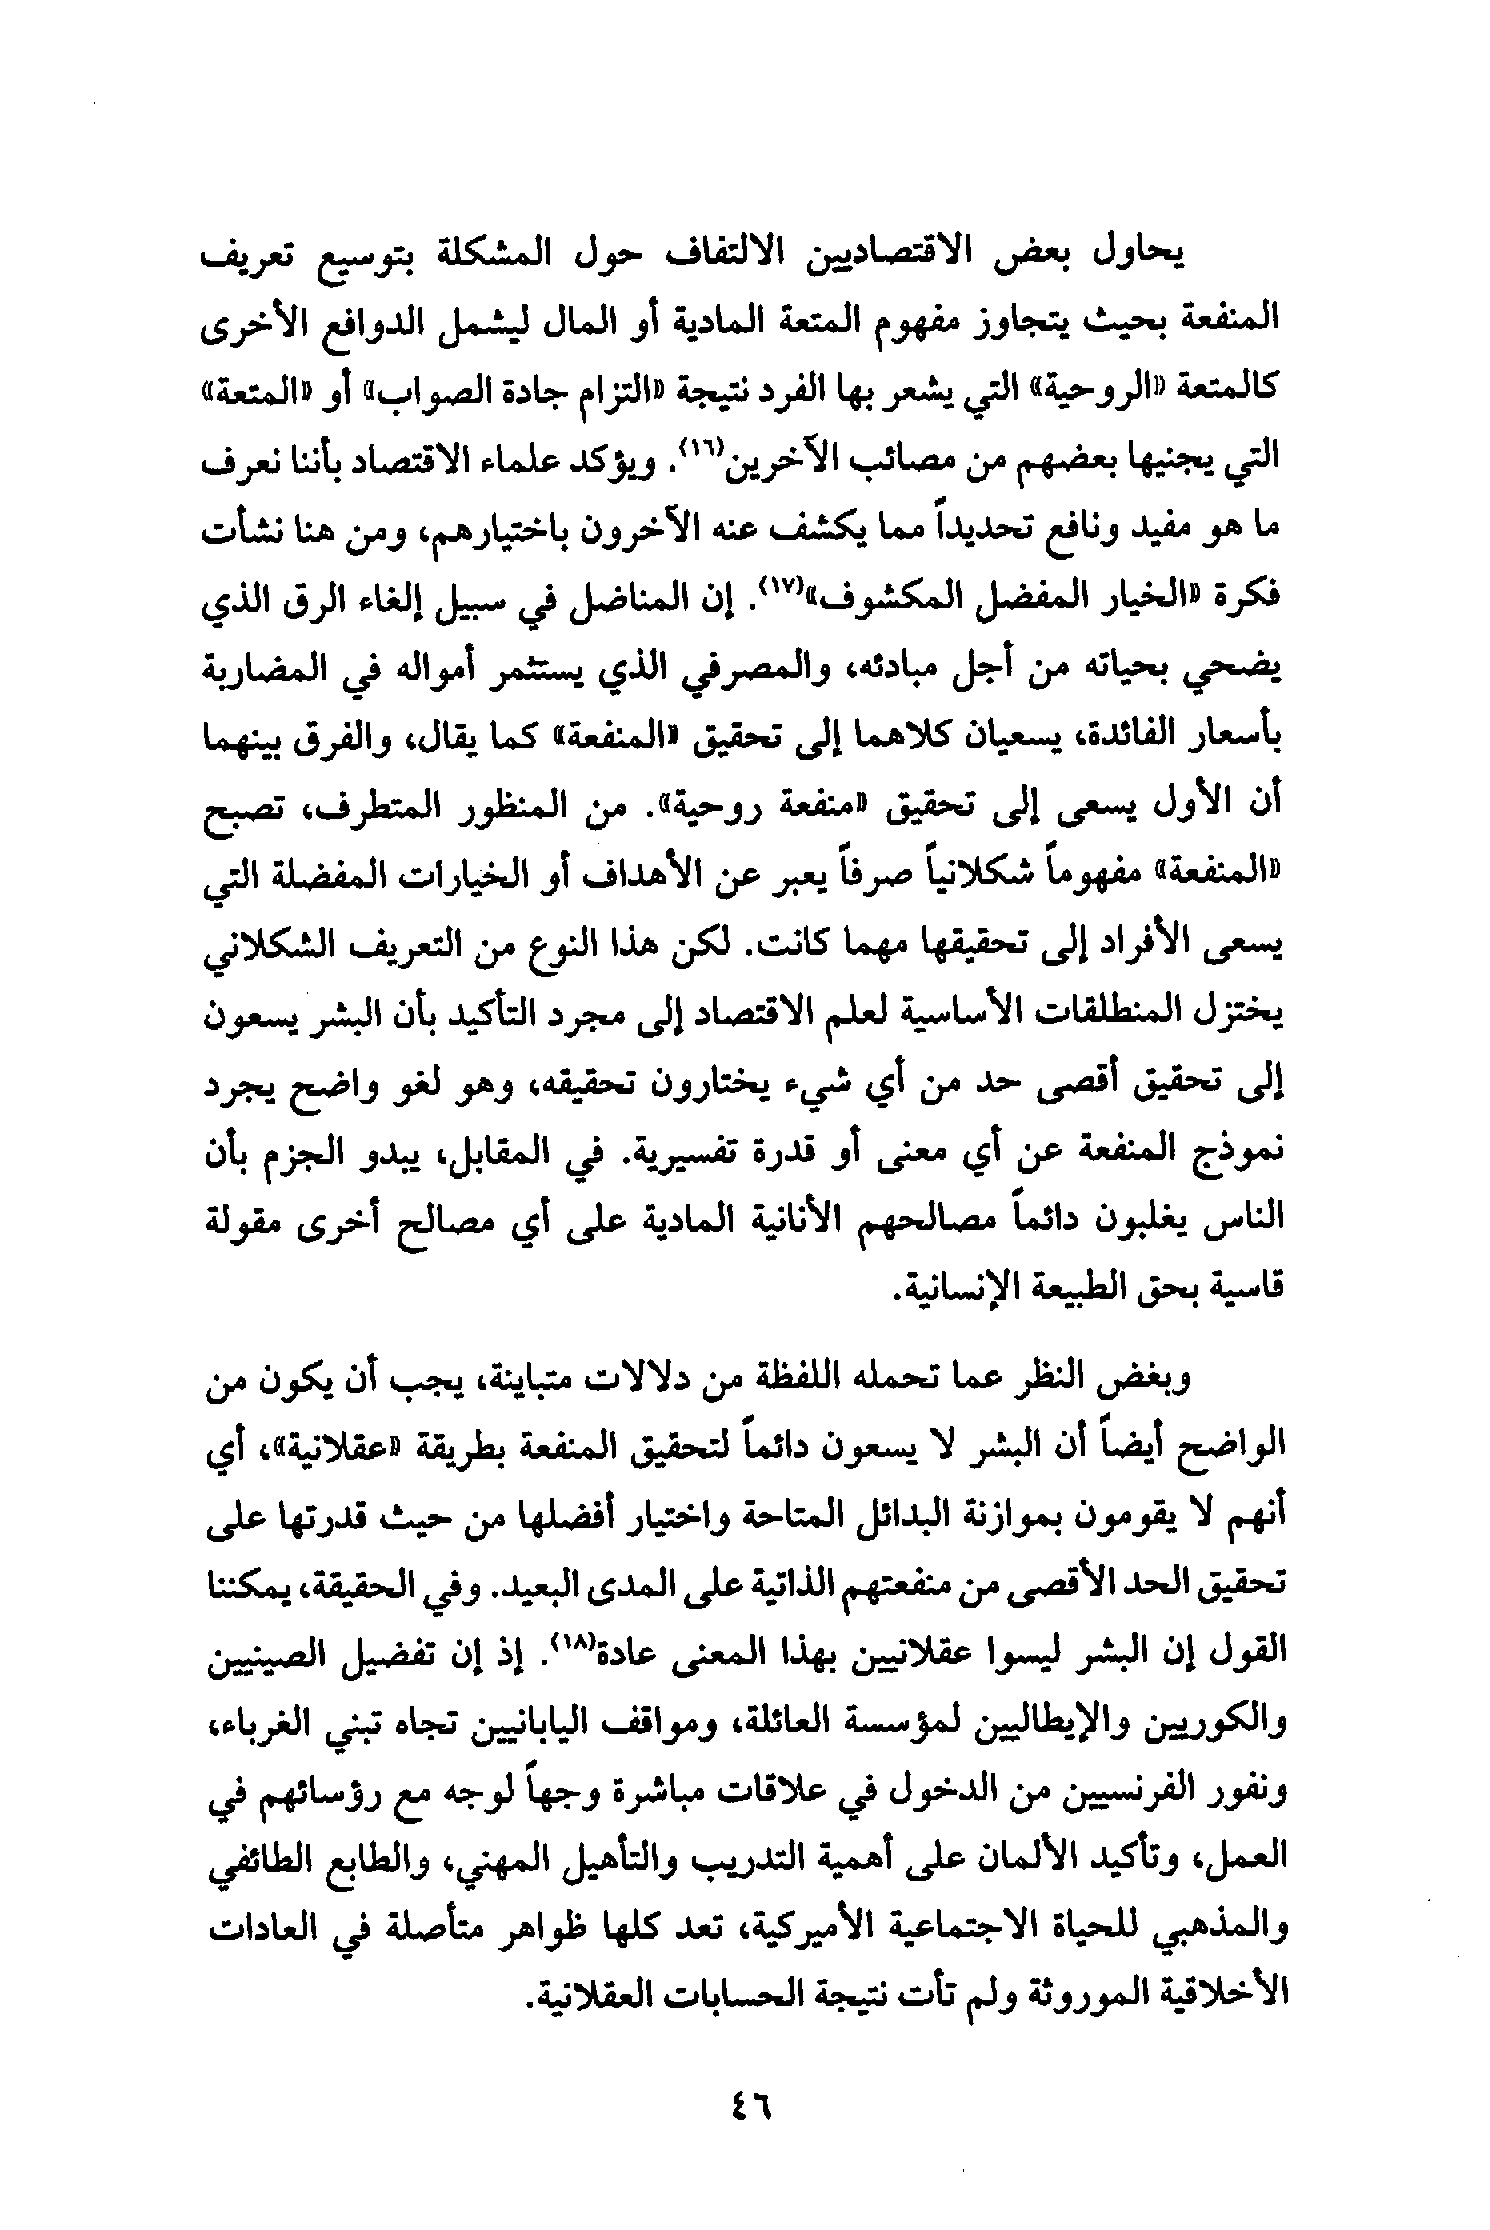 يحاول بعض الاقتصاديين الالتفاف حول المشكلة بتوسيع تعريف
المنفعة بحيث يتجاوز مفهوم المتعة المادية أو المال ليشمل الدوافع الأخرى
كالمتعة «الروحية» التي يشعر بها الفرد نتيجة «التزام جادة الصواب» أو «المتعة»
التي يجنيها بعضهم من مصائب الآخرين(١٦). ويؤكد علماء الاقتصاد بأننا نعرف
ما هو مفيد ونافع تحديداً مما يكشف عنه الآخرون باختيارهم، ومن هنا نشأت
فكرة «الخيار المفضل المكشوف»(١٧). إن المناضل في سبيل إلغاء الرق الذي
يضحي بحياته من أجل مبادئه، والمصرفي الذي يستثمر أمواله في المضاربة
بأسعار الفائدة، يسعيان كلاهما إلى تحقيق «المنفعة» كما يقال، والفرق بينهما
أن الأول يسعى إلى تحقيق «منفعة روحية». من المنظور المتطرف، تصبح
«المنفعة» مفهوماً شكلانياً صرفاً يعبر عن الأهداف أو الخيارات المفضلة التي
يسعى الأفراد إلى تحقيقها مهما كانت. لكن هذا النوع من التعريف الشكلاني
يختزل المنطلقات الأساسية لعلم الاقتصاد إلى مجرد التأكيد بأن البشر يسعون
إلى تحقيق أقصى حد من أي شيء يختارون تحقيقه، وهو لغو واضح يجرد
نموذج المنفعة عن أي معنى أو قدرة تفسيرية. في المقابل، يبدو الجزم بأن
الناس يغلبون دائماً مصالحهم الأنانية المادية على أي مصالح أخرى مقولة
قاسية بحق الطبيعة الإنسانية.
وبغض النظر عما تحمله اللفظة من دلالات متباينة، يجب أن يكون من
الواضح أيضاً أن البشر لا يسعون دائماً لتحقيق المنفعة بطريقة «عقلانية»، أي
أنهم لا يقومون بموازنة البدائل المتاحة واختيار أفضلها من حيث قدرتها على
تحقيق الحد الأقصى من منفعتهم الذاتية على المدى البعيد. وفي الحقيقة، يمكننا
القول إن البشر ليسوا عقلانيين بهذا المعنى عادة(١٨). إذ إن تفضيل الصينيين
والكوريين والإيطاليين لمؤسسة العائلة، ومواقف اليابانيين تجاه تبني الغرباء،
ونفور الفرنسيين من الدخول في علاقات مباشرة وجهاً لوجه مع رؤسائهم في
العمل، وتأكيد الألمان على أهمية التدريب والتأهيل المهني، والطابع الطائفي
والمذهبي للحياة الاجتماعية الأميركية، تعد كلها ظواهر متأصلة في العادات
الأخلاقية الموروثة ولم تأت نتيجة الحسابات العقلانية.
٤٦